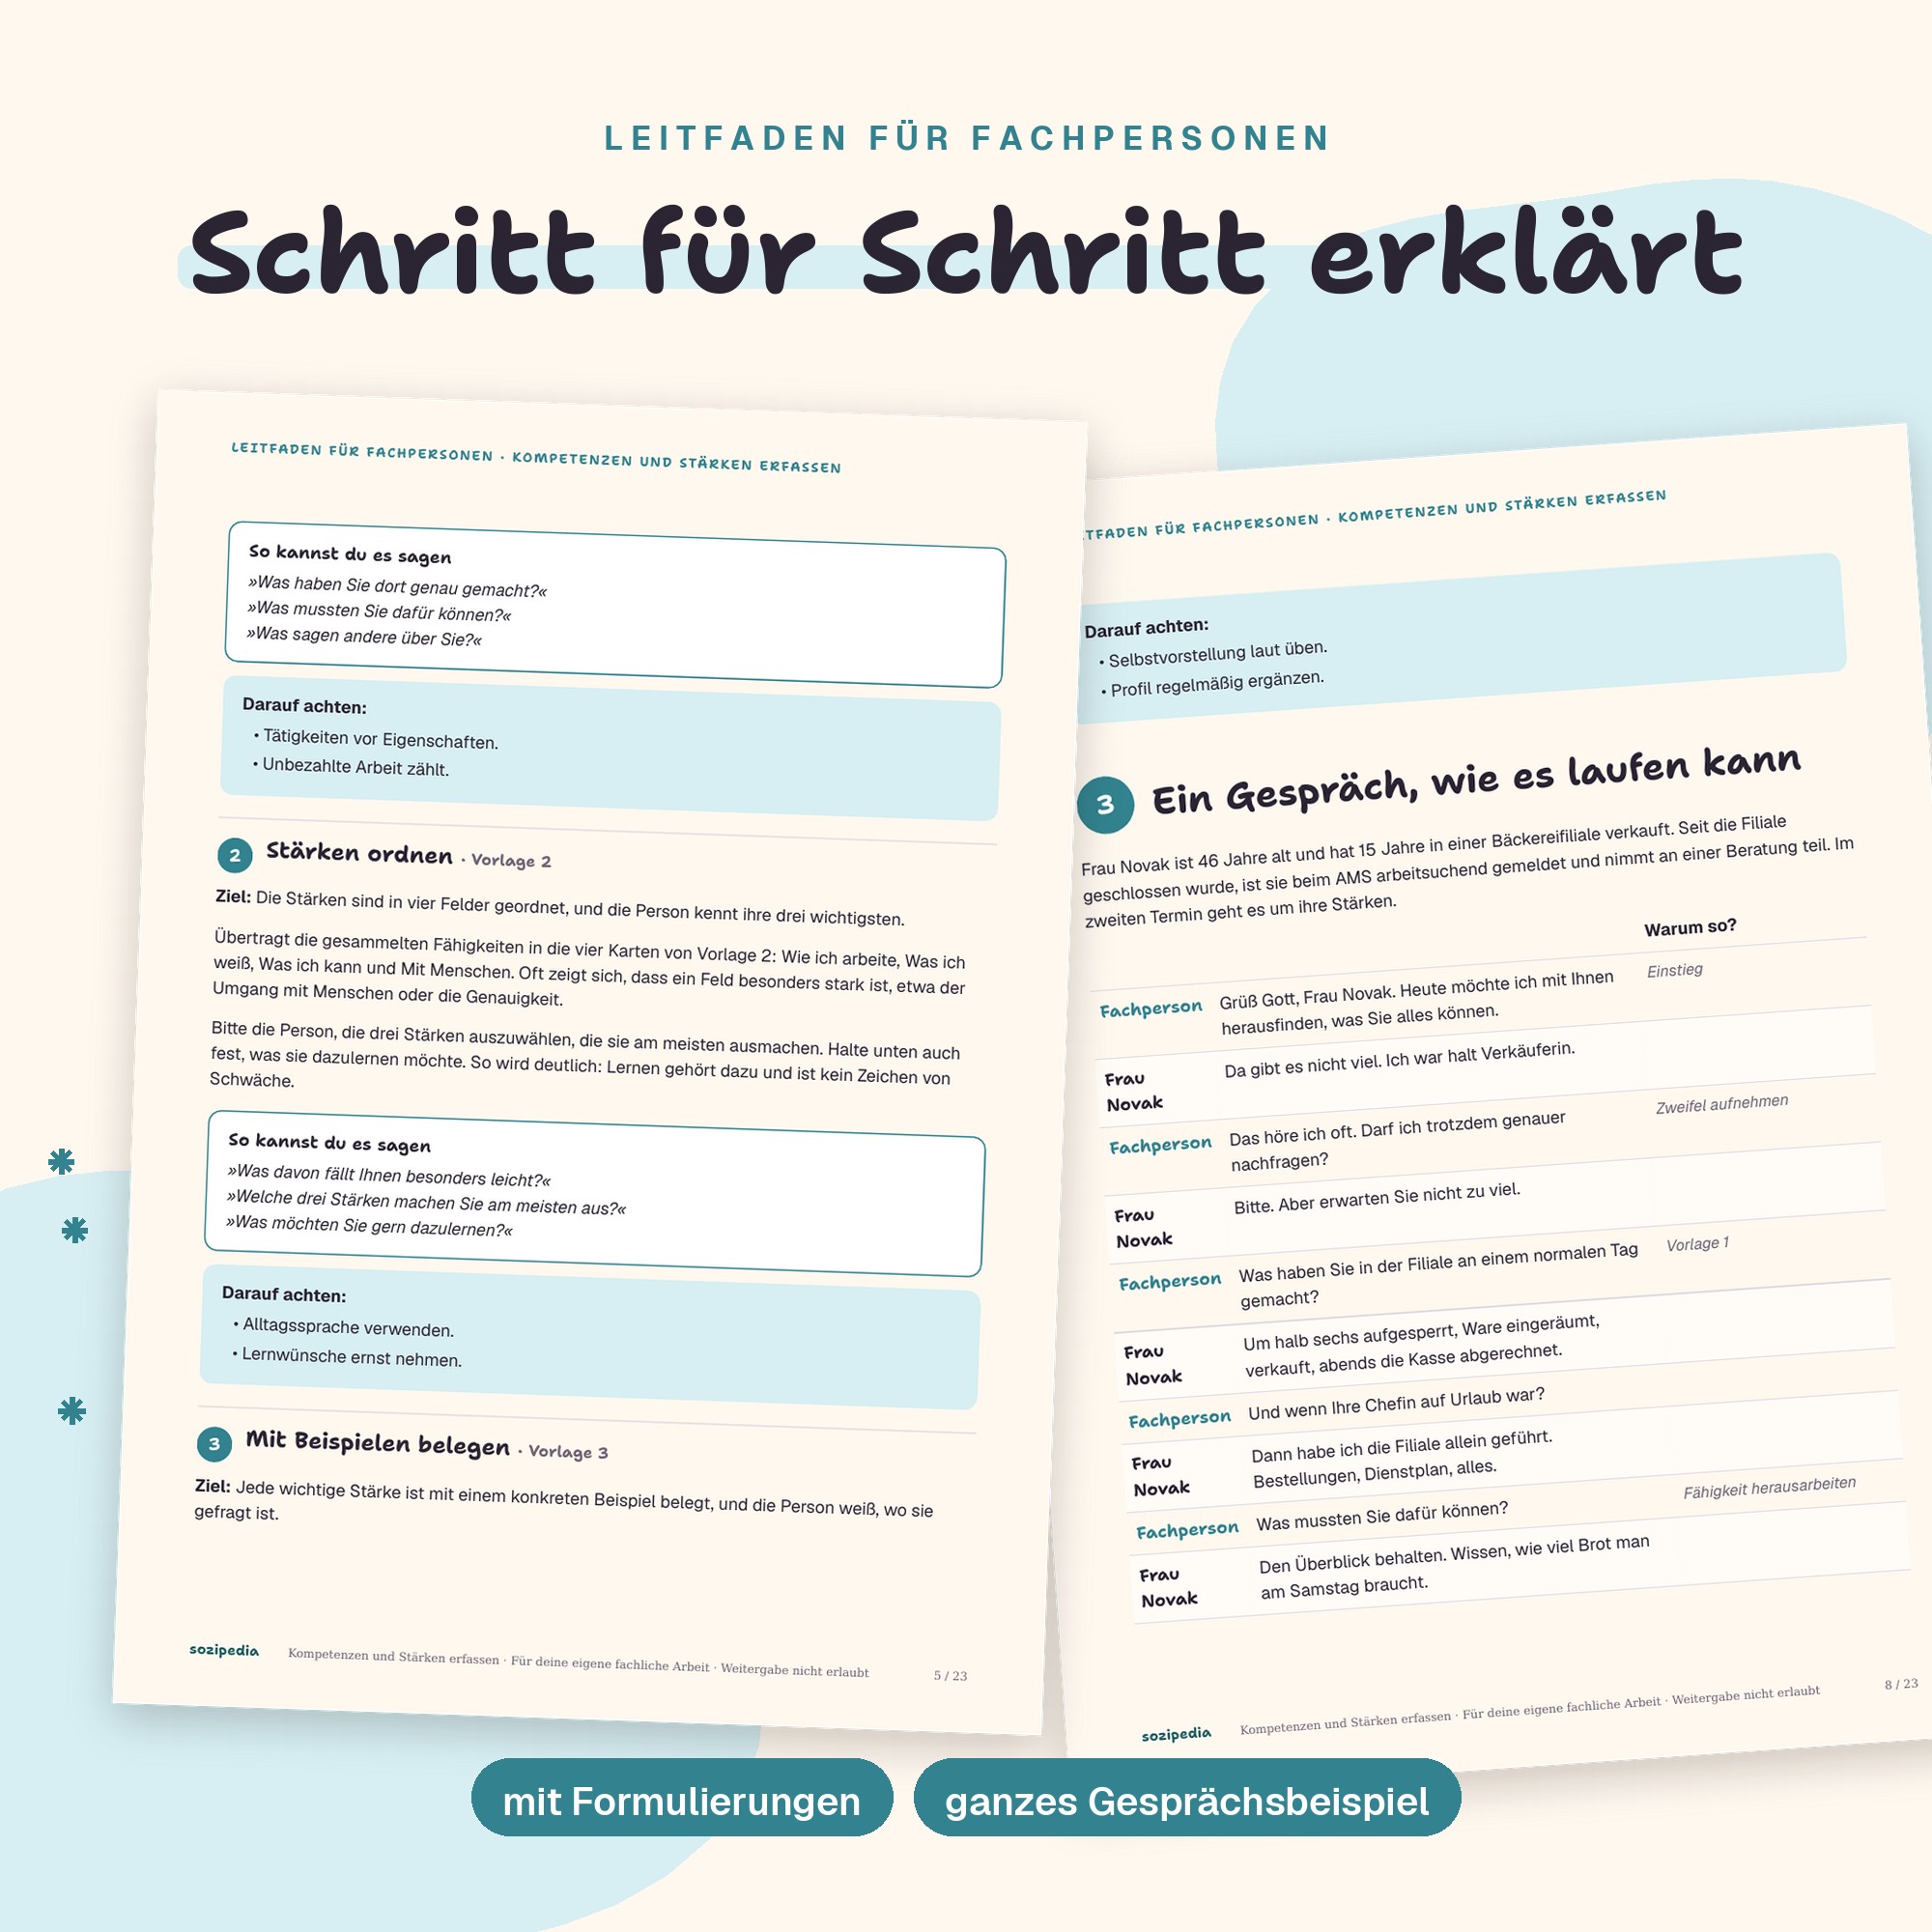 LEITFADEN FÜR FACHPERSONEN
Schritt für Schritt erklärt
LEITFADEN FÜR FACHPERSONEN · KOMPETENZEN UND STÄRKEN ERFASSEN
So kannst du es sagen
»Was haben Sie dort genau gemacht?«
»Was mussten Sie dafür können?«
»Was sagen andere über Sie?«
Darauf achten:
• Tätigkeiten vor Eigenschaften.
• Unbezahlte Arbeit zählt.
2 Stärken ordnen · Vorlage 2
Ziel: Die Stärken sind in vier Felder geordnet, und die Person kennt ihre drei wichtigsten.
Übertragt die gesammelten Fähigkeiten in die vier Karten von Vorlage 2: Wie ich arbeite, Was ich
weiß, Was ich kann und Mit Menschen. Oft zeigt sich, dass ein Feld besonders stark ist, etwa der
Umgang mit Menschen oder die Genauigkeit.
Bitte die Person, die drei Stärken auszuwählen, die sie am meisten ausmachen. Halte unten auch
fest, was sie dazulernen möchte. So wird deutlich: Lernen gehört dazu und ist kein Zeichen von
Schwäche.
So kannst du es sagen
»Was davon fällt Ihnen besonders leicht?«
»Welche drei Stärken machen Sie am meisten aus?«
»Was möchten Sie gern dazulernen?«
Darauf achten:
• Alltagssprache verwenden.
• Lernwünsche ernst nehmen.
3 Mit Beispielen belegen · Vorlage 3
Ziel: Jede wichtige Stärke ist mit einem konkreten Beispiel belegt, und die Person weiß, wo sie
gefragt ist.
sozipedia Kompetenzen und Stärken erfassen · Für deine eigene fachliche Arbeit · Weitergabe nicht erlaubt 5 / 23
TFADEN FÜR FACHPERSONEN · KOMPETENZEN UND STÄRKEN ERFASSEN
Darauf achten:
• Selbstvorstellung laut üben.
• Profil regelmäßig ergänzen.
3 Ein Gespräch, wie es laufen kann
Frau Novak ist 46 Jahre alt und hat 15 Jahre in einer Bäckereifiliale verkauft. Seit die Filiale
geschlossen wurde, ist sie beim AMS arbeitsuchend gemeldet und nimmt an einer Beratung teil. Im
zweiten Termin geht es um ihre Stärken.
Warum so?
Fachperson Grüß Gott, Frau Novak. Heute möchte ich mit Ihnen Einstieg
herausfinden, was Sie alles können.
Frau Da gibt es nicht viel. Ich war halt Verkäuferin.
Novak
Fachperson Das höre ich oft. Darf ich trotzdem genauer Zweifel aufnehmen
nachfragen?
Frau Bitte. Aber erwarten Sie nicht zu viel.
Novak
Fachperson Was haben Sie in der Filiale an einem normalen Tag Vorlage 1
gemacht?
Frau Um halb sechs aufgesperrt, Ware eingeräumt,
Novak verkauft, abends die Kasse abgerechnet.
Fachperson Und wenn Ihre Chefin auf Urlaub war?
Frau Dann habe ich die Filiale allein geführt.
Novak Bestellungen, Dienstplan, alles.
Fachperson Was mussten Sie dafür können? Fähigkeit herausarbeiten
Frau Den Überblick behalten. Wissen, wie viel Brot man
Novak am Samstag braucht.
sozipedia Kompetenzen und Stärken erfassen · Für deine eigene fachliche Arbeit · Weitergabe nicht erlaubt 8 / 23
mit Formulierungen
ganzes Gesprächsbeispiel